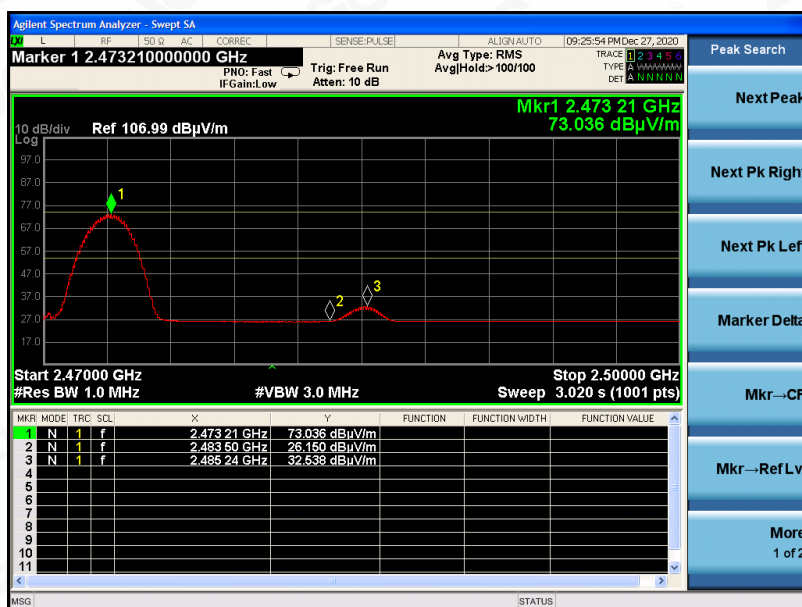 Agilent Spectrum Analyzer - Swept SA
LXI L RF 50 Ω AC CORREC SENSE:PULSE ALIGN AUTO 09:25:54 PM Dec 27, 2020
Marker 1 2.473210000000 GHz
PNO: Fast
IFGain:Low
Trig: Free Run
Atten: 10 dB
Avg Type: RMS
Avg|Hold:>100/100
TRACE 1 2 3 4 5 6
TYPE A WWWWW
DET A N N N N N
Mkr1 2.473 21 GHz
73.036 dBµV/m
10 dB/div Ref 106.99 dBµV/m
Log
97.0
87.0
77.0
67.0
57.0
47.0
37.0
27.0
17.0
1
2
3
Start 2.47000 GHz Stop 2.50000 GHz
#Res BW 1.0 MHz #VBW 3.0 MHz Sweep 3.020 s (1001 pts)
MKR MODE TRC SCL X Y FUNCTION FUNCTION WIDTH FUNCTION VALUE
1 N 1 f 2.473 21 GHz 73.036 dBµV/m
2 N 1 f 2.483 50 GHz 26.150 dBµV/m
3 N 1 f 2.485 24 GHz 32.538 dBµV/m
4
5
6
7
8
9
10
11
MSG STATUS
Peak Search
Next Peak
Next Pk Right
Next Pk Left
Marker Delta
Mkr→CF
Mkr→Ref Lvl
More
1 of 2